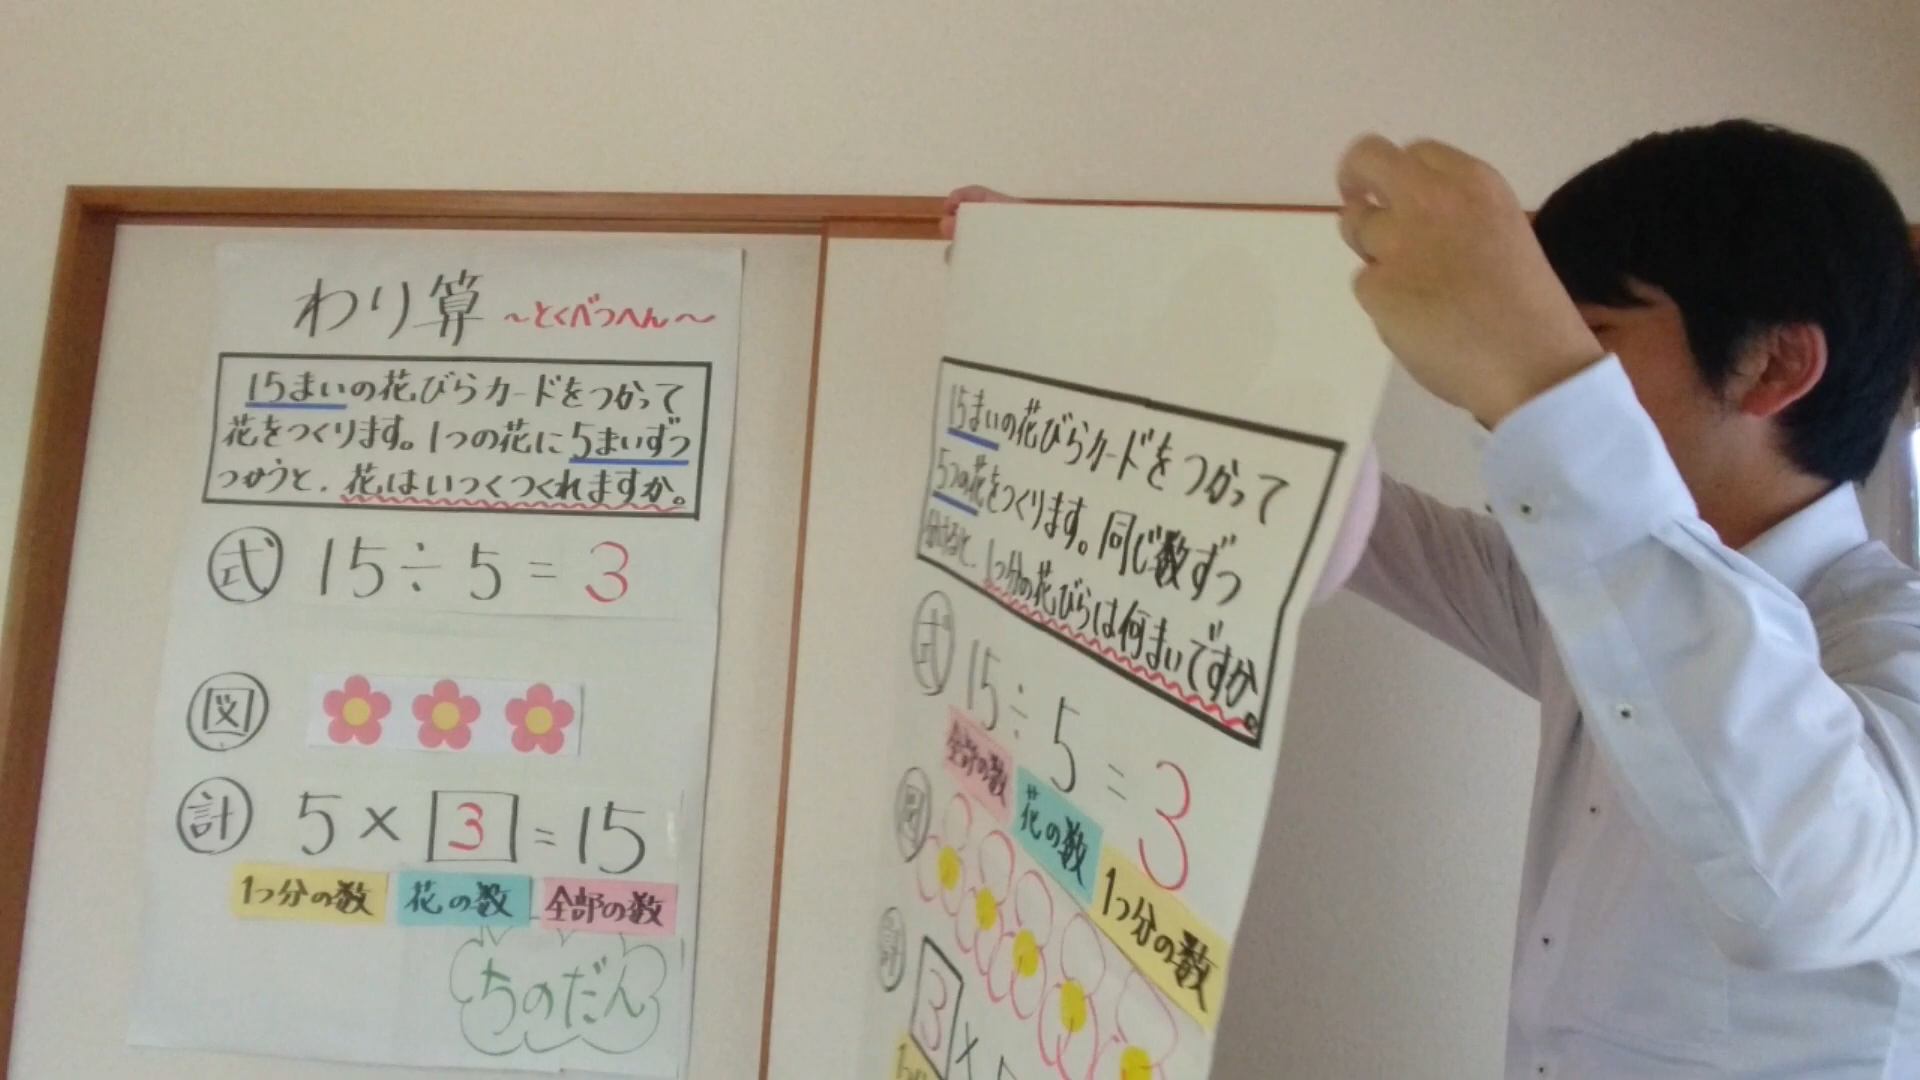 わり算 ～とくべつへん～
15まいの花びらカードをつかって
花をつくります。1つの花に5まいずつ
つかうと、花はいくつつくれますか。
式 15÷5=3
図
計 5×3=15
1つ分の数 花の数 全部の数
ちのだん
15まいの花びらカードをつかって
5つの花をつくります。同じ数ずつ
分けると、1つ分の花びらは何まいですか。
式 15÷5=3
全部の数 花の数 1つ分の数
図
計 3×